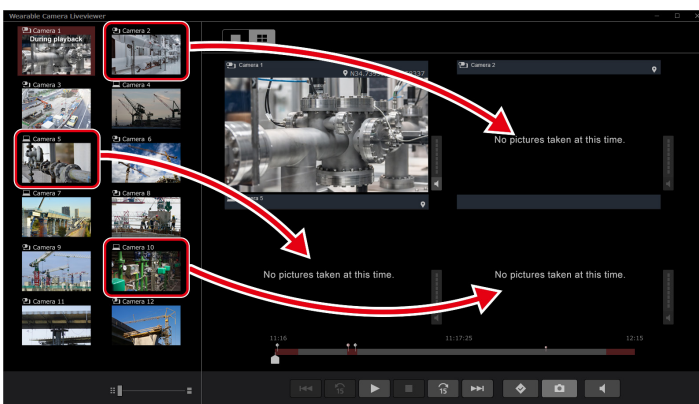 Wearable Camera Liveviewer
Camera 1
During playback
Camera 2
Camera 3
Camera 4
Camera 5
Camera 6
Camera 7
Camera 8
Camera 9
Camera 10
Camera 11
Camera 12
Camera 1
Camera 2
No pictures taken at this time.
No pictures taken at this time.
No pictures taken at this time.
11:16
11:17:25
12:15
15
15